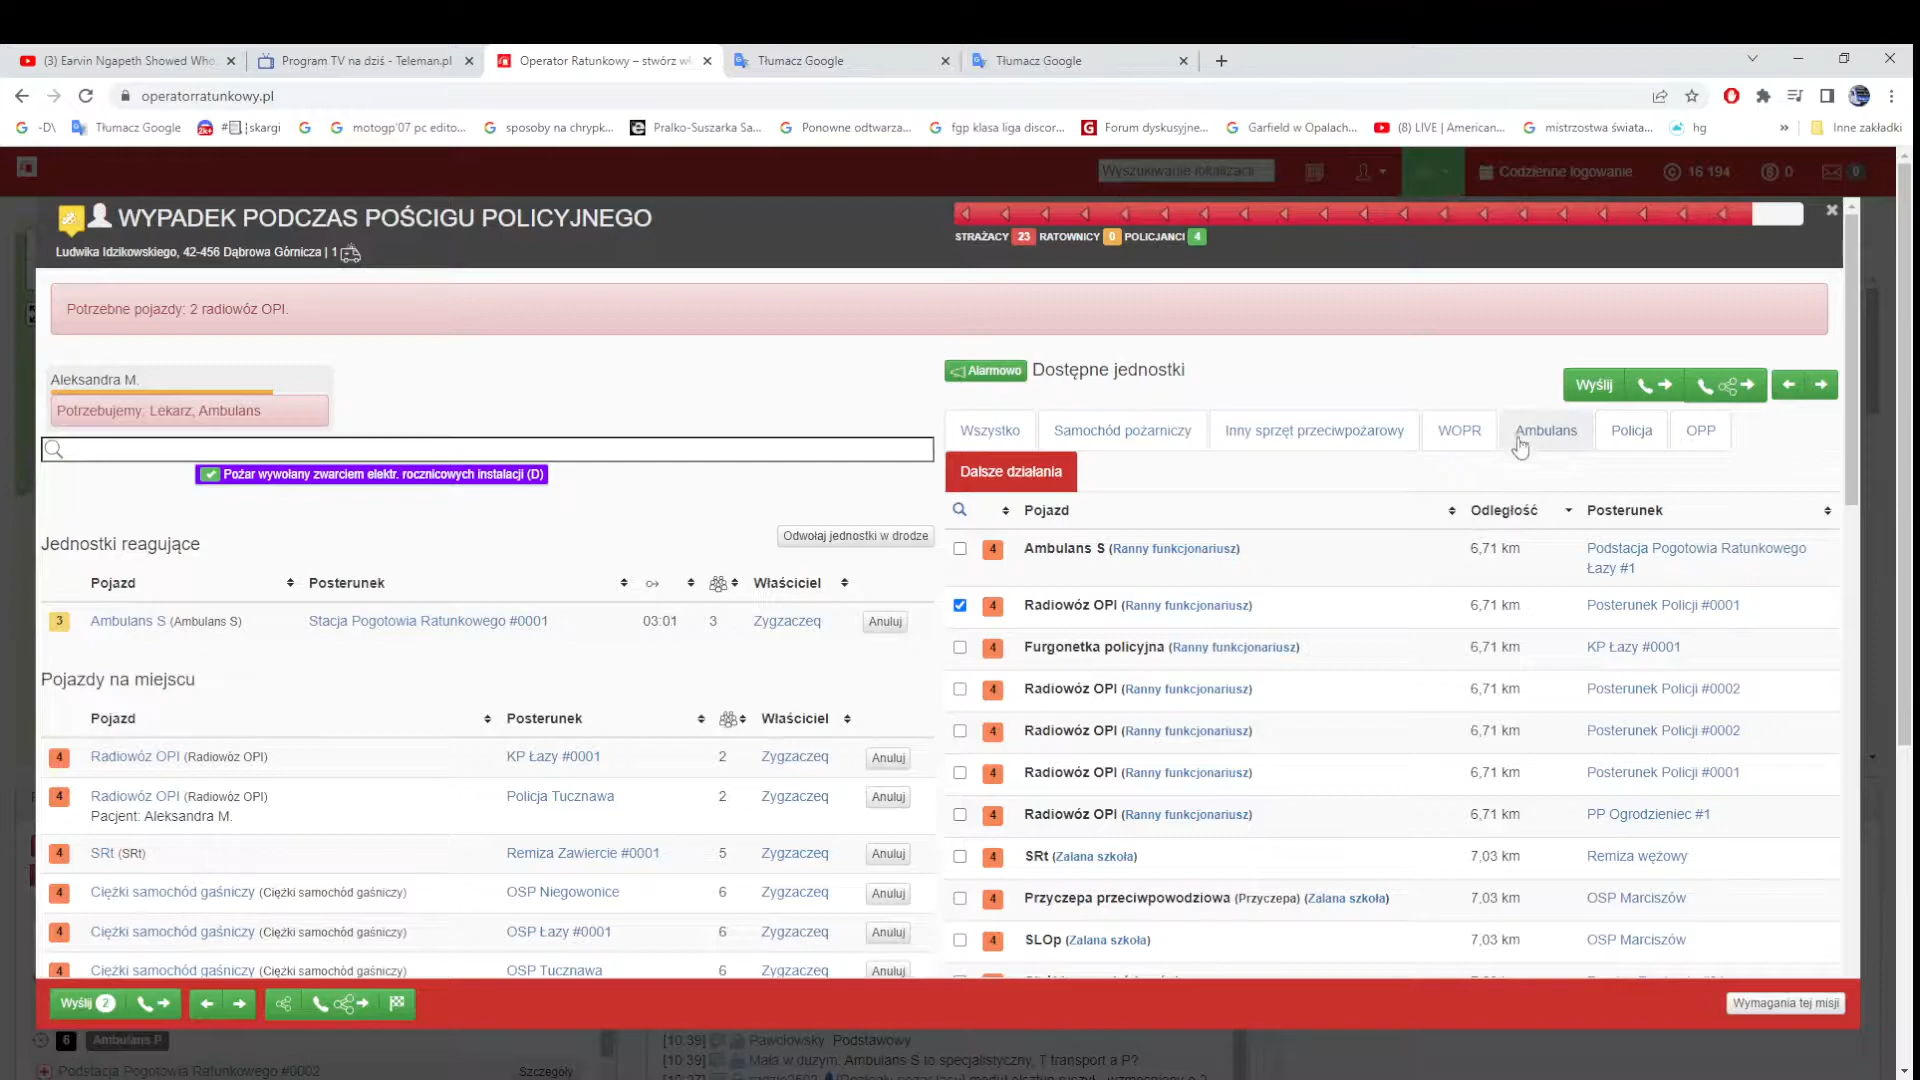 (3) Earvin Ngapeth Showed Who
Program TV na dziś - Teleman.pl
Operator Ratunkowy – stwórz wł
Tłumacz Google
Tłumacz Google
operatorratunkowy.pl
-D\
Tłumacz Google
skargi
motogp'07 pc edito...
sposoby na chrypk...
Pralko-Suszarka Sa...
Ponowne odtwarza...
fgp klasa liga discor...
Forum dyskusyjne...
Garfield w Opalach...
(8) LIVE | American...
mistrzostwa świata...
hg
»
Inne zakładki
Wyszukiwanie lokalizacji
Codzienne logowanie
16 194
0
0
WYPADEK PODCZAS POŚCIGU POLICYJNEGO
Ludwika Idzikowskiego, 42-456 Dąbrowa Górnicza | 1
STRAŻACY 23 RATOWNICY 0 POLICJANCI 4
Potrzebne pojazdy: 2 radiowóz OPI.
Aleksandra M.
Potrzebujemy: Lekarz, Ambulans
Pożar wywołany zwarciem elektr. rocznicowych instalacji (D)
Jednostki reagujące
Odwołaj jednostki w drodze
Pojazd Posterunek Właściciel
3 Ambulans S (Ambulans S) Stacja Pogotowia Ratunkowego #0001 03:01 3 Zygzaczeq Anuluj
Pojazdy na miejscu
Pojazd Posterunek Właściciel
4 Radiowóz OPI (Radiowóz OPI) KP Łazy #0001 2 Zygzaczeq Anuluj
4 Radiowóz OPI (Radiowóz OPI) Policja Tucznawa 2 Zygzaczeq Anuluj
Pacjent: Aleksandra M.
4 SRt (SRt) Remiza Zawiercie #0001 5 Zygzaczeq Anuluj
4 Ciężki samochód gaśniczy (Ciężki samochód gaśniczy) OSP Niegowonice 6 Zygzaczeq Anuluj
4 Ciężki samochód gaśniczy (Ciężki samochód gaśniczy) OSP Łazy #0001 6 Zygzaczeq Anuluj
4 Ciężki samochód gaśniczy (Ciężki samochód gaśniczy) OSP Tucznawa 6 Zygzaczeq Anuluj
Alarmowo Dostępne jednostki
Wyślij
Wszystko Samochód pożarniczy Inny sprzęt przeciwpożarowy WOPR Ambulans Policja OPP
Dalsze działania
Pojazd Odległość Posterunek
4 Ambulans S (Ranny funkcjonariusz) 6,71 km Podstacja Pogotowia Ratunkowego
Łazy #1
4 Radiowóz OPI (Ranny funkcjonariusz) 6,71 km Posterunek Policji #0001
4 Furgonetka policyjna (Ranny funkcjonariusz) 6,71 km KP Łazy #0001
4 Radiowóz OPI (Ranny funkcjonariusz) 6,71 km Posterunek Policji #0002
4 Radiowóz OPI (Ranny funkcjonariusz) 6,71 km Posterunek Policji #0002
4 Radiowóz OPI (Ranny funkcjonariusz) 6,71 km Posterunek Policji #0001
4 Radiowóz OPI (Ranny funkcjonariusz) 6,71 km PP Ogrodzieniec #1
4 SRt (Zalana szkoła) 7,03 km Remiza wężowy
4 Przyczepa przeciwpowodziowa (Przyczepa) (Zalana szkoła) 7,03 km OSP Marciszów
4 SLOp (Zalana szkoła) 7,03 km OSP Marciszów
Wyślij 2
Wymagania tej misji
6 Ambulans P
Podstacja Pogotowia Ratunkowego #0002 Szczegóły
[10:39] Pawciowsky Podstawowy
[10:39] Mała w dużym. Ambulans S to specjalistyczny, T transport a P?